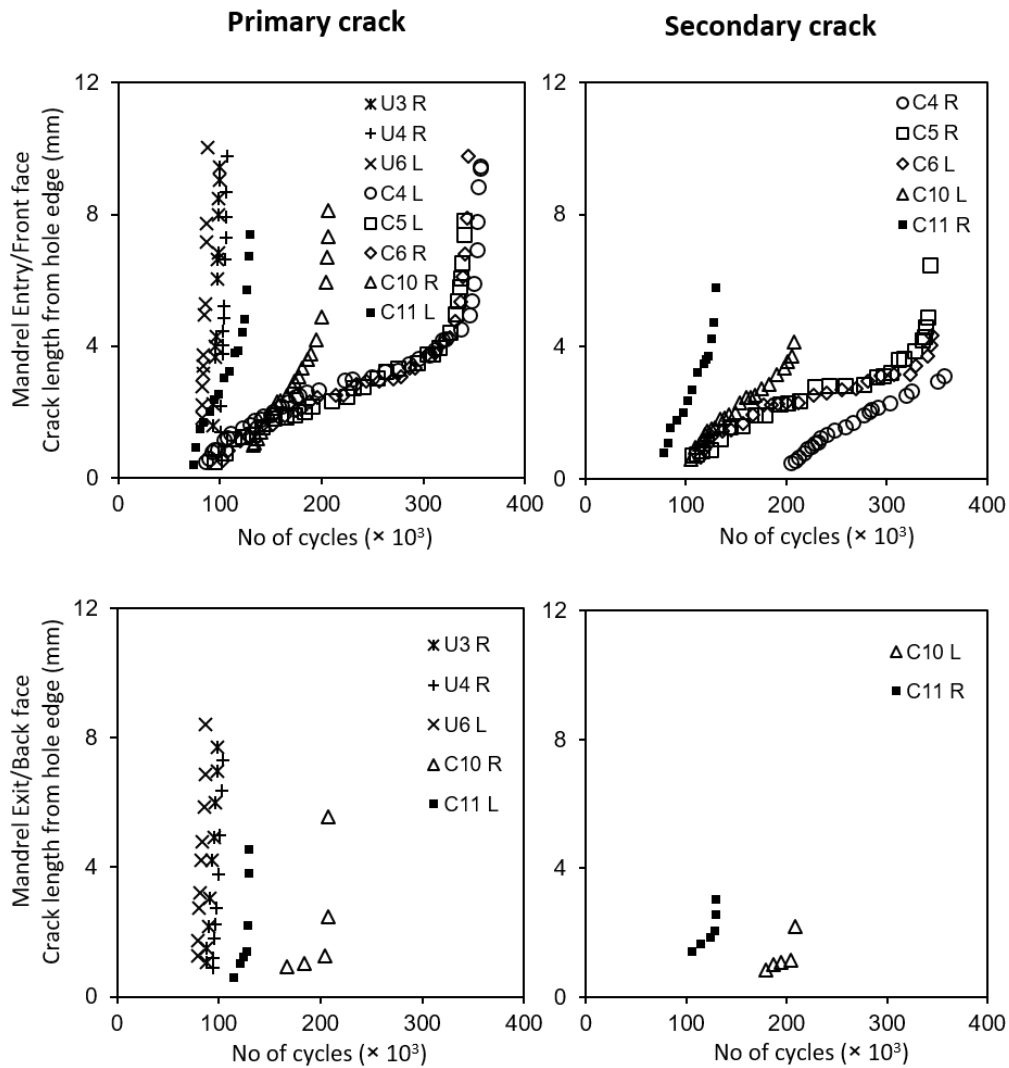 Primary crack
Secondary crack
Mandrel Entry/Front face
Crack length from hole edge (mm)
12
8
4
0
0 100 200 300 400
No of cycles (× 10³)
U3 R
U4 R
U6 L
C4 L
C5 L
C6 R
C10 R
C11 L
12
8
4
0
0 100 200 300 400
No of cycles (× 10³)
C4 R
C5 R
C6 L
C10 L
C11 R
Mandrel Exit/Back face
Crack length from hole edge (mm)
12
8
4
0
0 100 200 300 400
No of cycles (× 10³)
U3 R
U4 R
U6 L
C10 R
C11 L
12
8
4
0
0 100 200 300 400
No of cycles (× 10³)
C10 L
C11 R